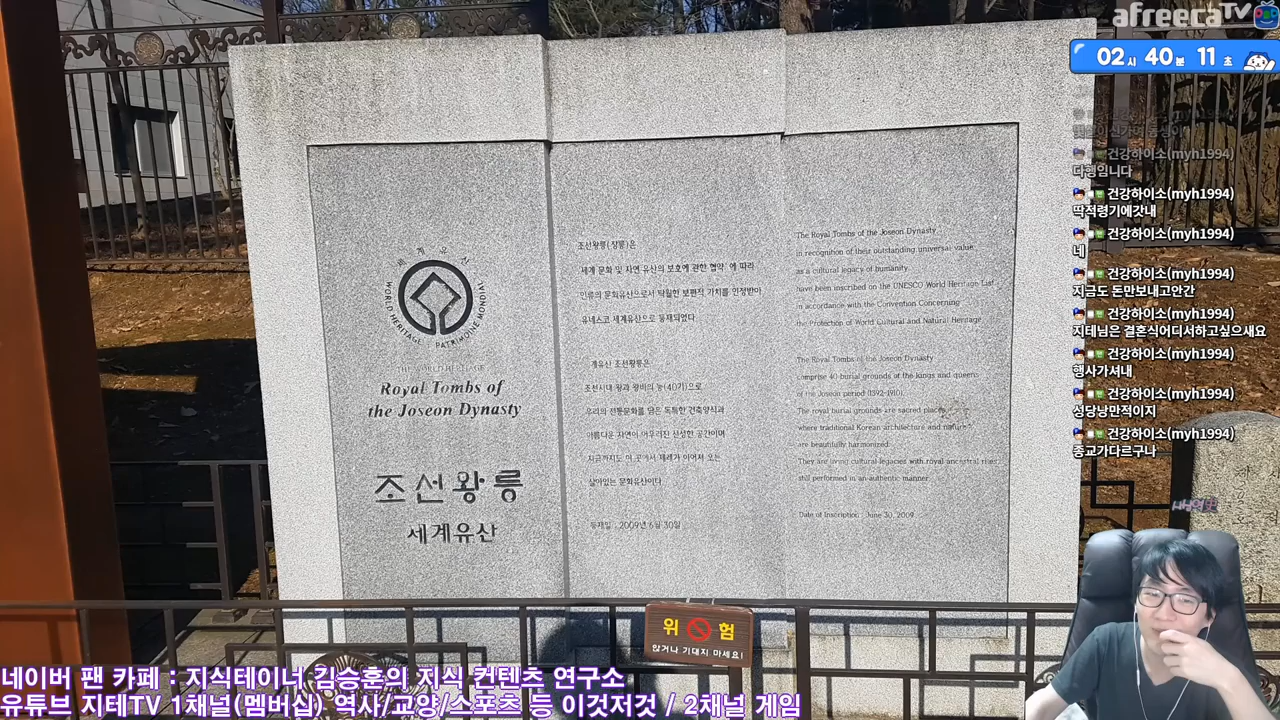 afreecaTV
02시 40분 11초
건강하이소(myh1994)
다행입니다
건강하이소(myh1994)
딱적령기에갓내
건강하이소(myh1994)
네
건강하이소(myh1994)
지금도 돈만보내고안간
건강하이소(myh1994)
지테님은 결혼식어디서하고싶으새요
건강하이소(myh1994)
행사가셔내
건강하이소(myh1994)
성당낭만적이지
건강하이소(myh1994)
종교가다르구나
WORLD HERITAGE PATRIMOINE MONDIAL
THE WORLD HERITAGE
Royal Tombs of
the Joseon Dynasty
조선왕릉
세계유산
조선왕릉(장릉)은
세계 문화 및 자연 유산의 보호에 관한 협약 에 따라
인류의 문화유산으로서 탁월한 보편적 가치를 인정받아
유네스코 세계유산으로 등재되었다
계유산 조선왕릉은
조선시대 왕과 왕비의 능(40기)으로
우리의 전통문화를 담은 독특한 건축양식과
아름다운 자연이 어우러진 신성한 공간이며
지금까지도 이 곳에서 제례가 이어져 오는
살아있는 문화유산이다
등재일 : 2009년 6월 30일
The Royal Tombs of the Joseon Dynasty
in recognition of their outstanding universal value
as a cultural legacy of humanity
have been inscribed on the UNESCO World Heritage List
in accordance with the Convention Concerning
the Protection of World Cultural and Natural Heritage
The Royal Tombs of the Joseon Dynasty
comprise 40 burial grounds of the kings and queens
of the Joseon period (1392-1910).
The royal burial grounds are sacred places
where traditional Korean architecture and nature
are beautifully harmonized
They are living cultural legacies with royal ancestral rites
still performed in an authentic manner
Date of Inscription : June 30, 2009
위험
앉거나 기대지 마세요!
네이버 팬 카페 : 지식테이너 김승훈의 지식 컨텐츠 연구소
유튜브 지테TV 1채널(멤버십) 역사/교양/스포츠 등 이것저것 / 2채널 게임